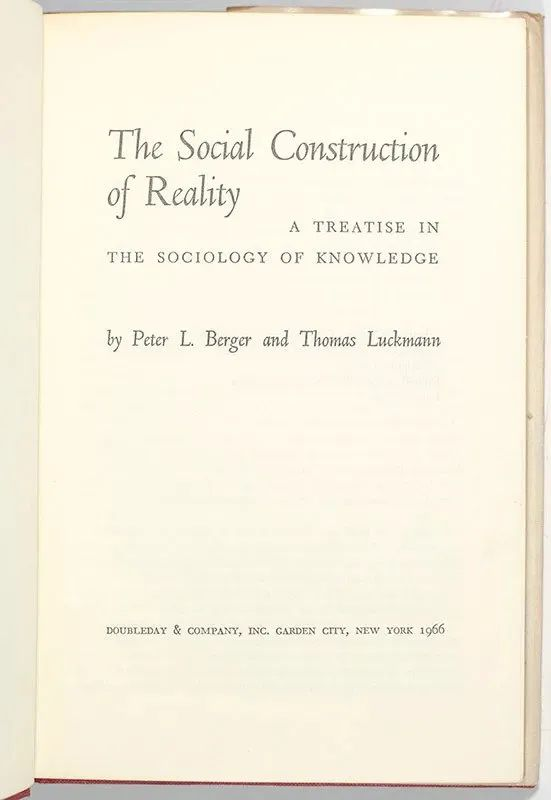 The Social Construction
of Reality
A TREATISE IN
THE SOCIOLOGY OF KNOWLEDGE
by Peter L. Berger and Thomas Luckmann
DOUBLEDAY & COMPANY, INC. GARDEN CITY, NEW YORK 1966